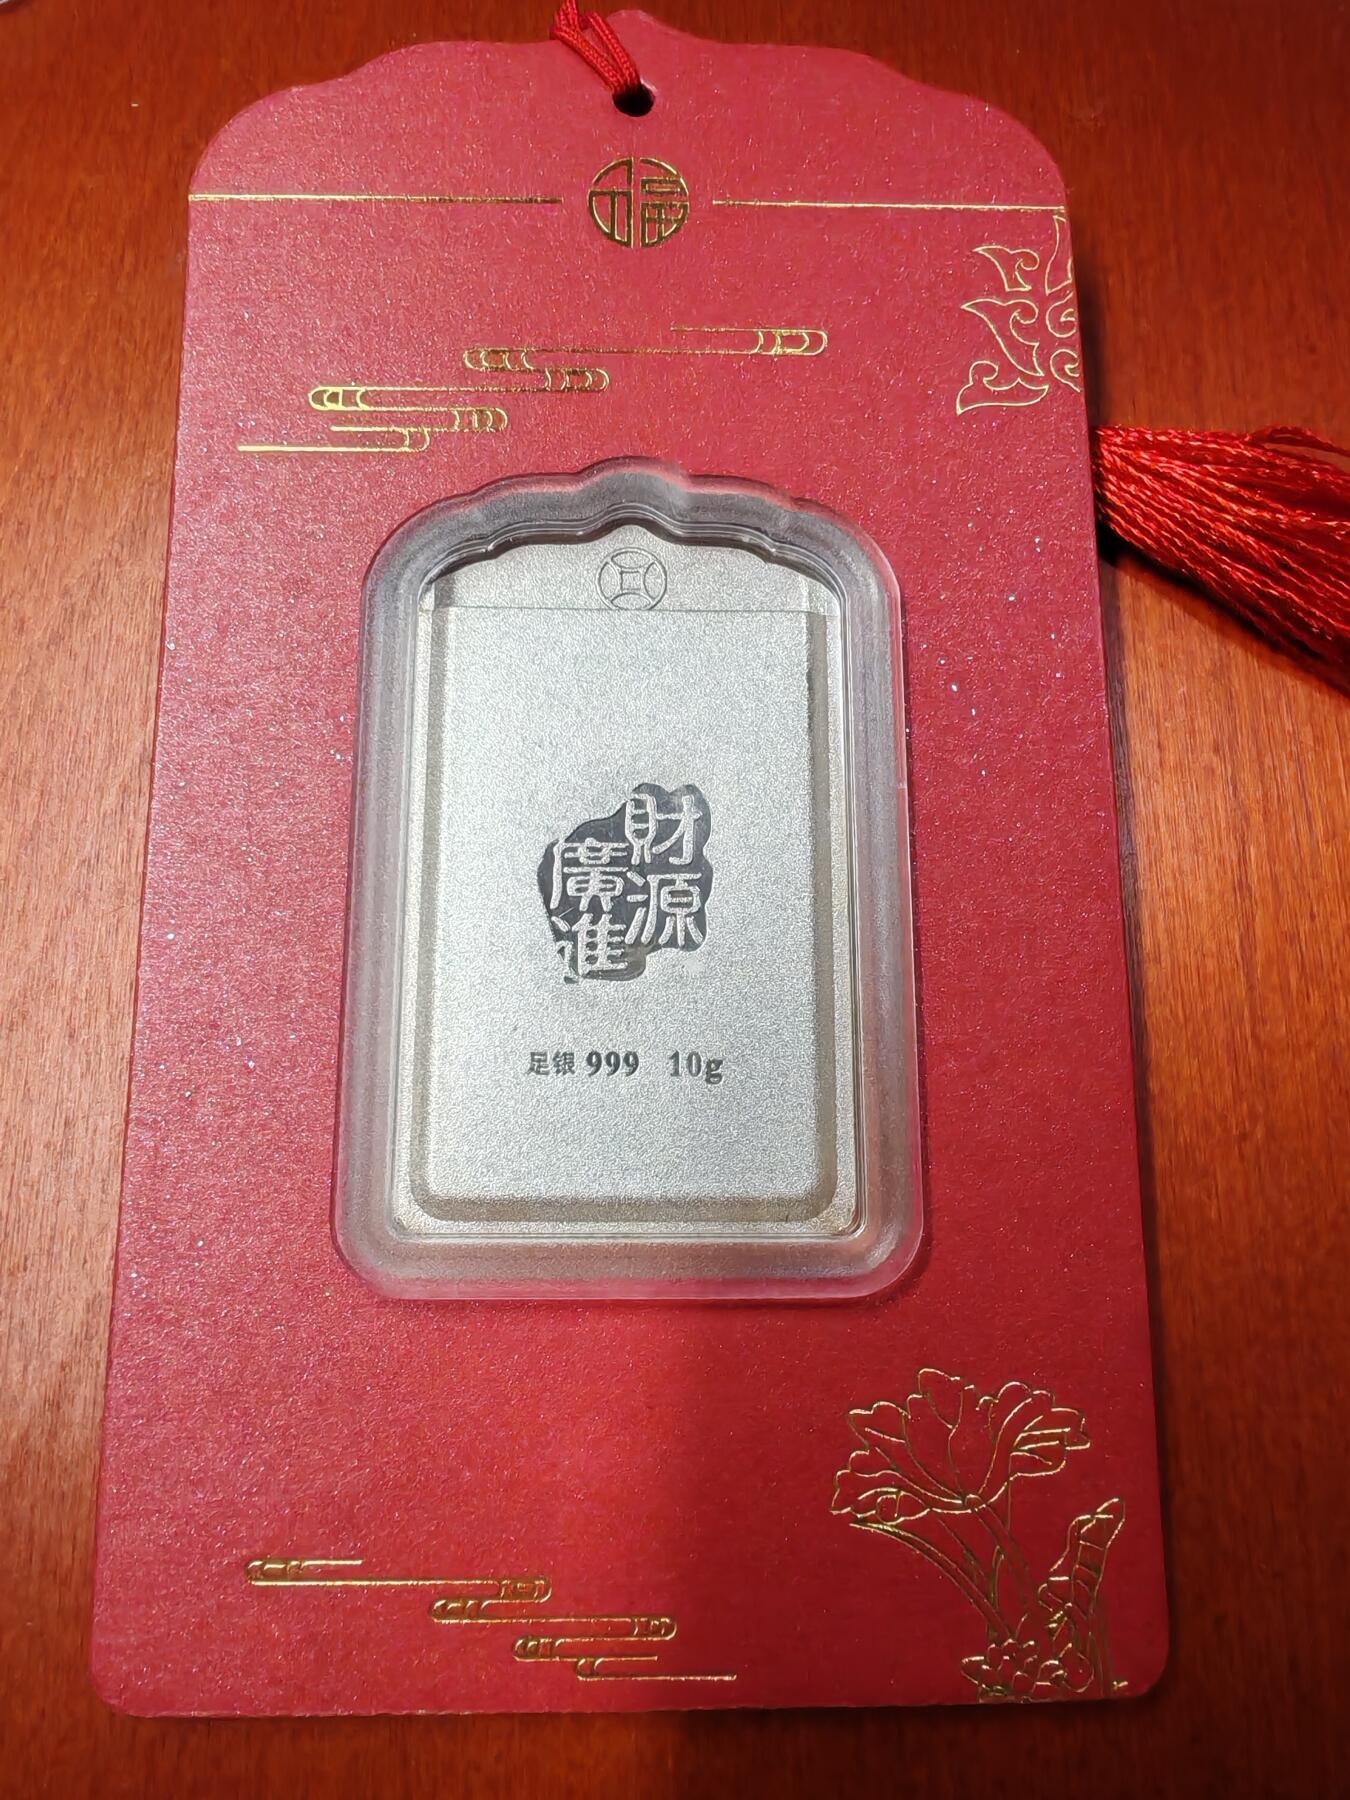 福
財源
廣進
足银 999 10g